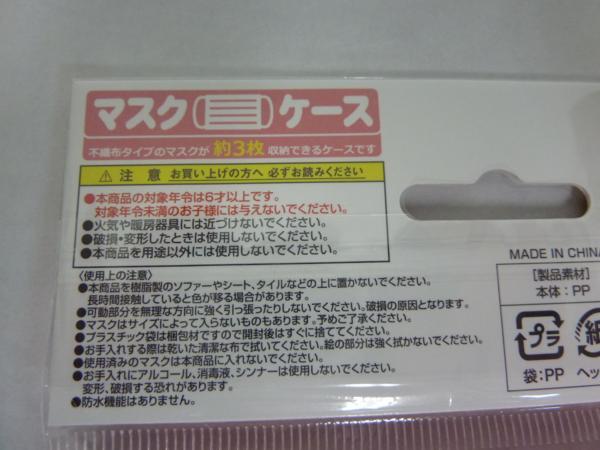 マスク ケース
不織布タイプのマスクが 約3枚 収納できるケースです
⚠ 注 意 お買い上げの方へ 必ずお読みください
●本商品の対象年令は6才以上です。
対象年令未満のお子様には与えないでください。
●火気や暖房器具には近づけないでください。
●破損・変形したときは使用しないでください。
●本商品を用途以外には使用しないでください。
〈使用上の注意〉
●本商品を樹脂製のソファーやシート、タイルなどの上に置かないでください。
長時間接触していると色が移る場合があります。
●可動部分を無理な方向に強く引っ張ったりしないでください。破損の原因となります。
●マスクはサイズによって入らないものもあります。予めご了承ください。
●プラスチック袋は梱包材ですので開封後はすぐに捨ててください。
●お手入れする際は乾いた清潔な布で拭いてください。絵の部分は強く拭かないでください。
●使用済みのマスクは本商品に入れないでください。
●お手入れにアルコール、消毒液、シンナーは使用しないでください。
変形、破損する恐れがあります。
●防水機能はありません。
MADE IN CHINA
[製品素材]
本体:PP
プラ
紙
袋:PP
ヘッ